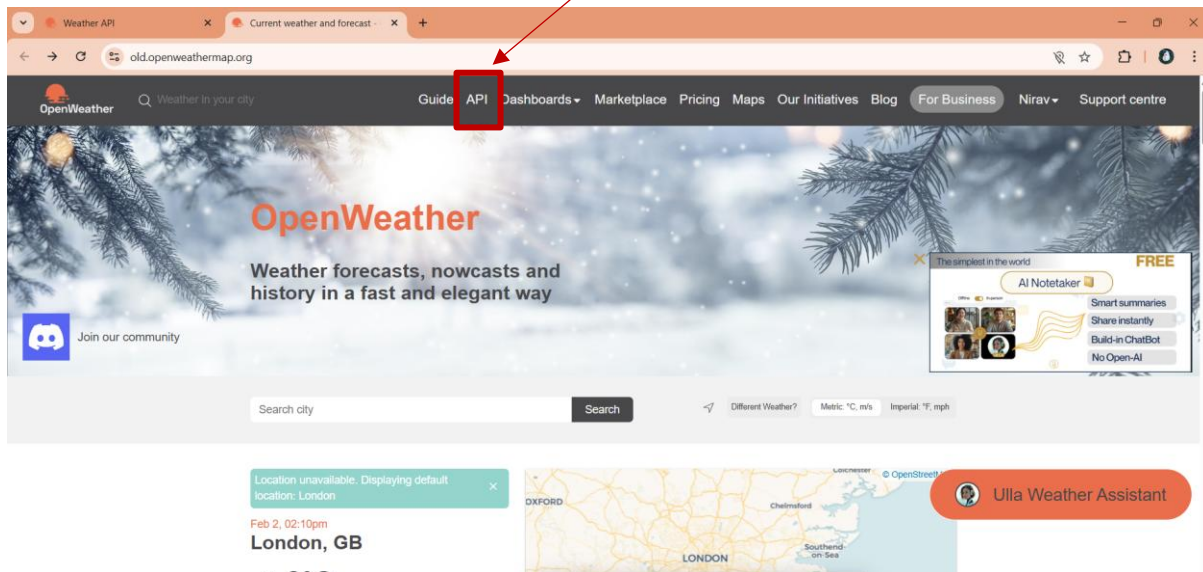 Weather API
Current weather and forecast -
old.openweathermap.org
OpenWeather
Weather in your city
Guide API Dashboards Marketplace Pricing Maps Our Initiatives Blog For Business Nirav Support centre
OpenWeather
Weather forecasts, nowcasts and
history in a fast and elegant way
The simplest in the world
FREE
AI Notetaker
Offline
In-person
Smart summaries
Share instantly
Build-in ChatBot
No Open-AI
Join our community
Search city
Search
Different Weather?
Metric: °C, m/s
Imperial: °F, mph
Location unavailable. Displaying default
location: London
Feb 2, 02:10pm
London, GB
OXFORD
Colchester
© OpenStreetM
Chelmsford
Southend-
on-Sea
LONDON
Ulla Weather Assistant